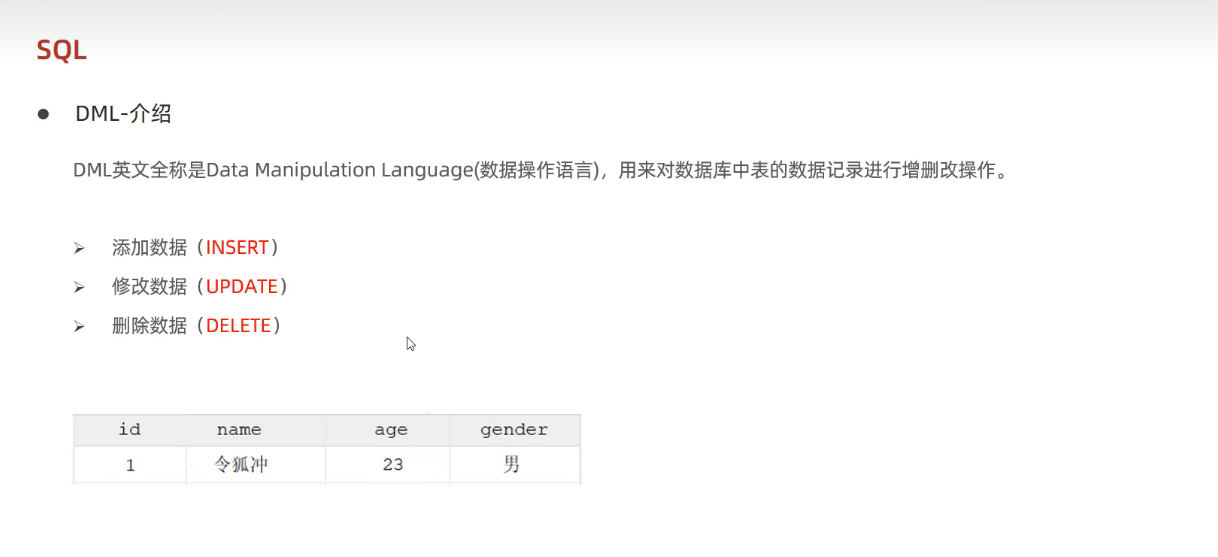 SQL
DML-介绍
DML英文全称是Data Manipulation Language(数据操作语言)，用来对数据库中表的数据记录进行增删改操作。
添加数据（INSERT）
修改数据（UPDATE）
删除数据（DELETE）
id name age gender
1 令狐冲 23 男